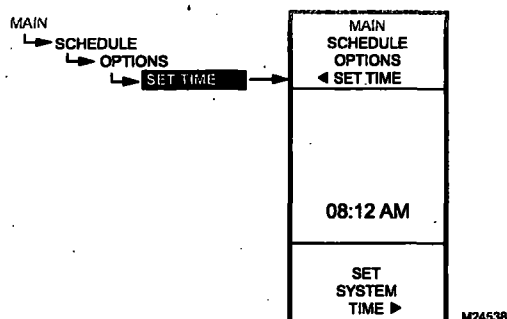 MAIN
SCHEDULE
OPTIONS
SET TIME
MAIN
SCHEDULE
OPTIONS
◄ SET TIME
08:12 AM
SET
SYSTEM
TIME ►
M24538